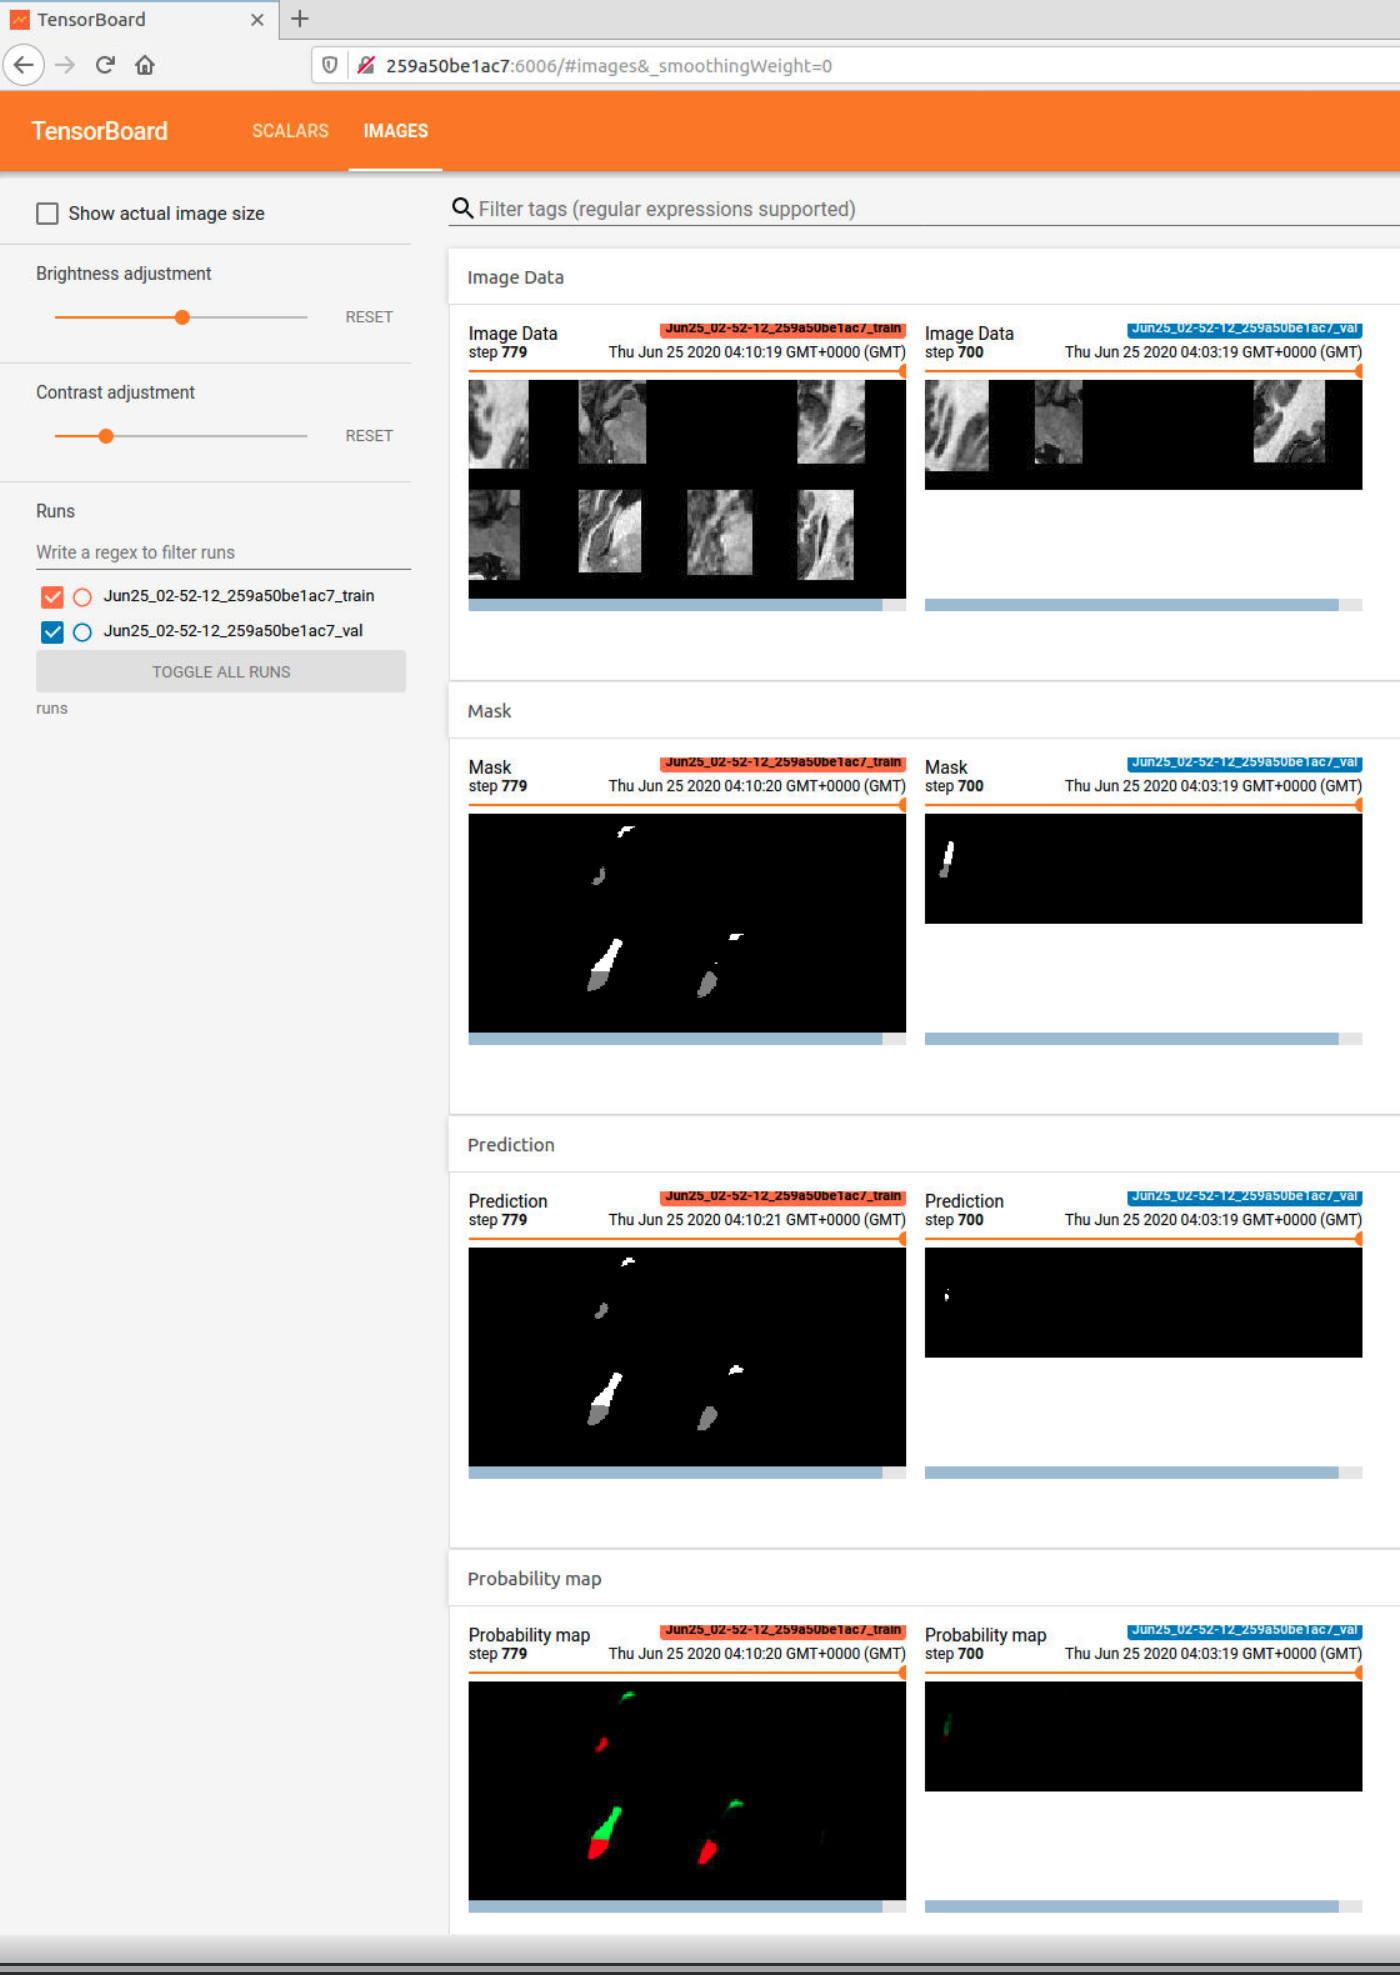 TensorBoard
259a50be1ac7:6006/#images&_smoothingWeight=0
TensorBoard SCALARS IMAGES
Show actual image size
Filter tags (regular expressions supported)
Brightness adjustment
RESET
Contrast adjustment
RESET
Runs
Write a regex to filter runs
Jun25_02-52-12_259a50be1ac7_train
Jun25_02-52-12_259a50be1ac7_val
TOGGLE ALL RUNS
runs
Image Data
Image Data Jun25_02-52-12_259a50be1ac7_train
step 779 Thu Jun 25 2020 04:10:19 GMT+0000 (GMT)
Image Data Jun25_02-52-12_259a50be1ac7_val
step 700 Thu Jun 25 2020 04:03:19 GMT+0000 (GMT)
Mask
Mask Jun25_02-52-12_259a50be1ac7_train
step 779 Thu Jun 25 2020 04:10:20 GMT+0000 (GMT)
Mask Jun25_02-52-12_259a50be1ac7_val
step 700 Thu Jun 25 2020 04:03:19 GMT+0000 (GMT)
Prediction
Prediction Jun25_02-52-12_259a50be1ac7_train
step 779 Thu Jun 25 2020 04:10:21 GMT+0000 (GMT)
Prediction Jun25_02-52-12_259a50be1ac7_val
step 700 Thu Jun 25 2020 04:03:19 GMT+0000 (GMT)
Probability map
Probability map Jun25_02-52-12_259a50be1ac7_train
step 779 Thu Jun 25 2020 04:10:20 GMT+0000 (GMT)
Probability map Jun25_02-52-12_259a50be1ac7_val
step 700 Thu Jun 25 2020 04:03:19 GMT+0000 (GMT)